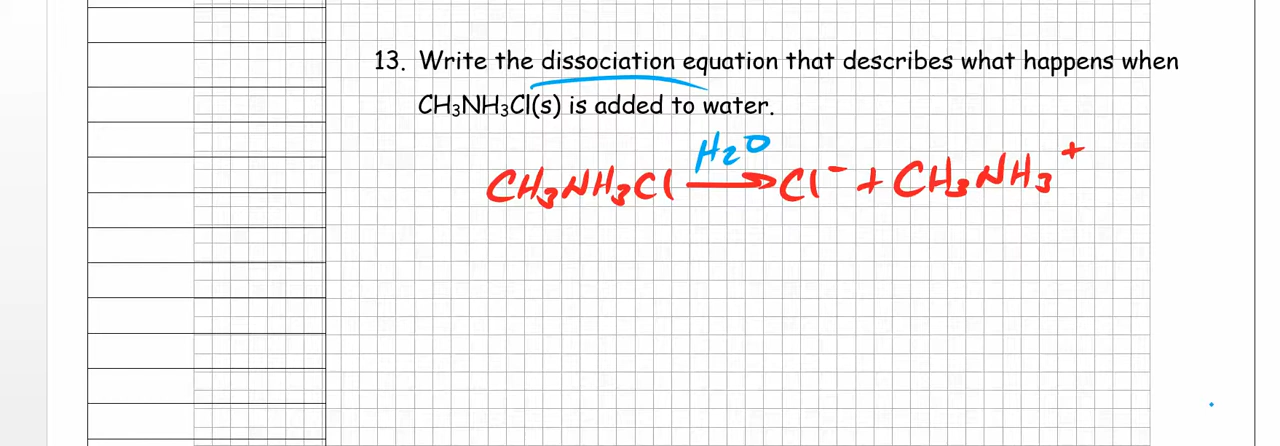 13. Write the dissociation equation that describes what happens when
CH₃NH₃Cl(s) is added to water.
H₂O
CH₃NH₃Cl → Cl⁻ + CH₃NH₃⁺